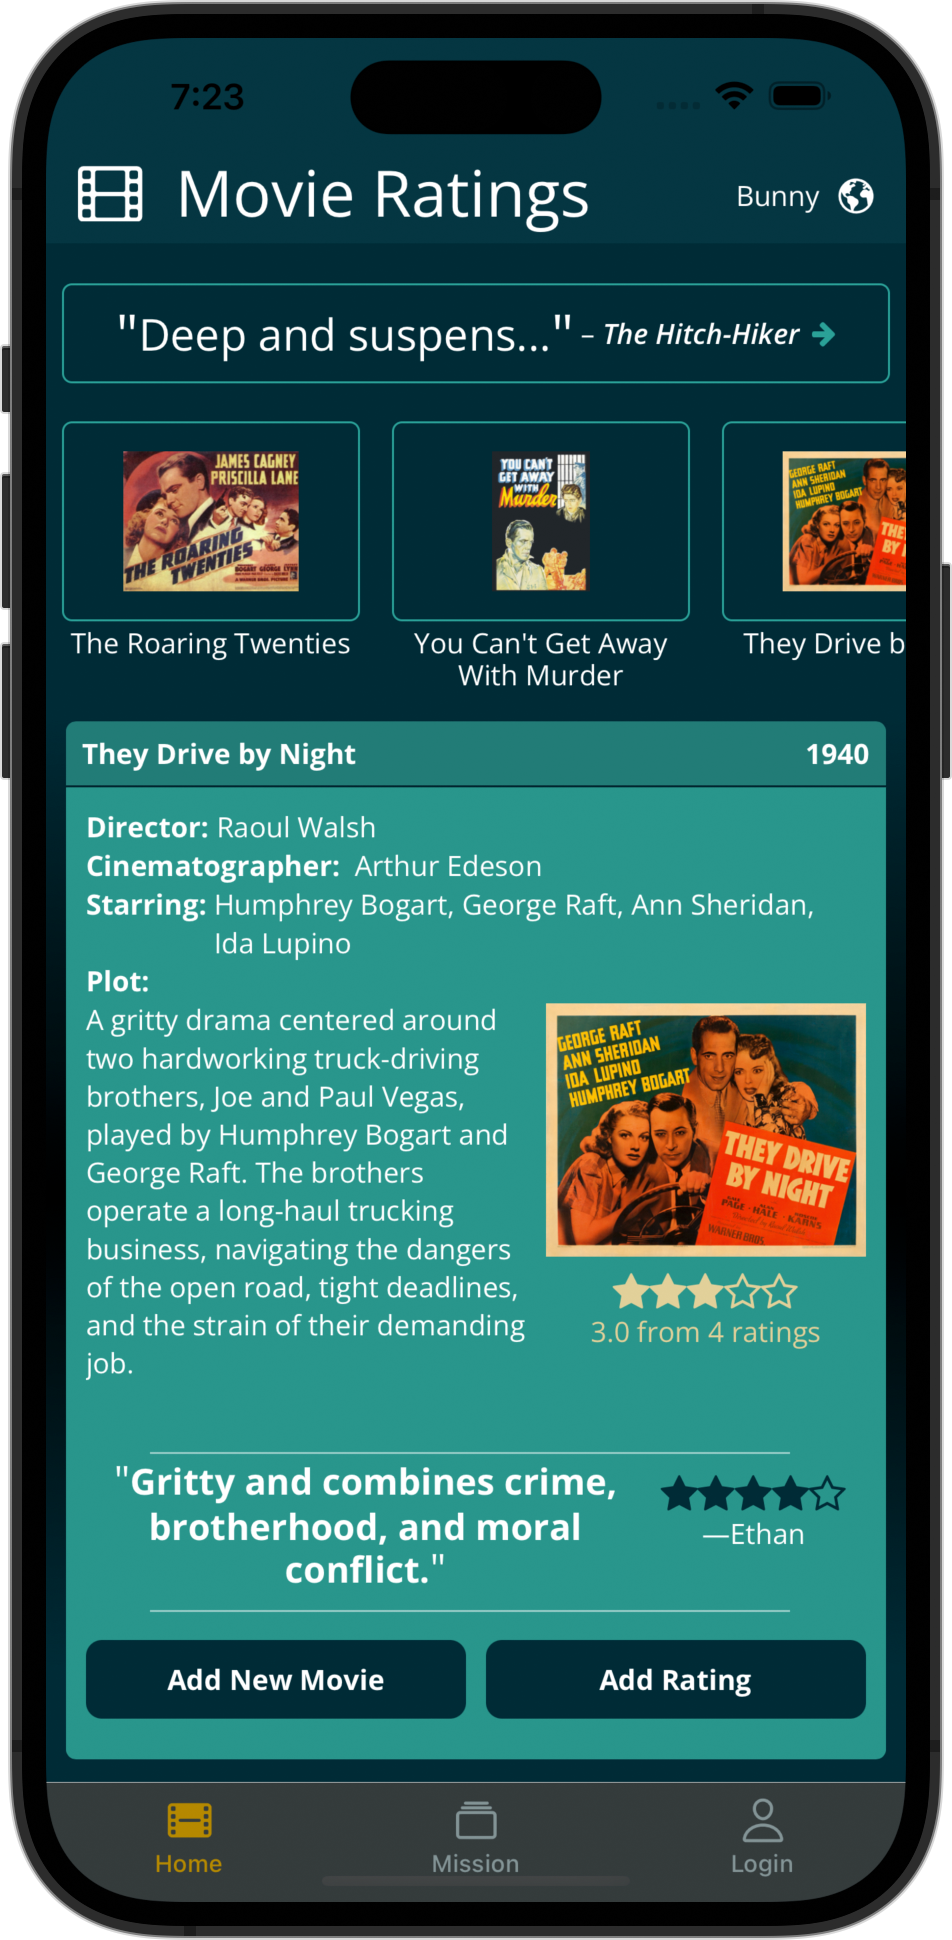 7:23
Movie Ratings
Bunny
"Deep and suspens..." – The Hitch-Hiker
JAMES CAGNEY
PRISCILLA LANE
THE ROARING
TWENTIES
YOU CAN'T
GET AWAY
WITH
Murder
GEORGE RAFT
ANN SHERIDAN
IDA LUPINO
HUMPHREY BOGART
The Roaring Twenties
You Can't Get Away
With Murder
They Drive b
They Drive by Night
1940
Director: Raoul Walsh
Cinematographer: Arthur Edeson
Starring: Humphrey Bogart, George Raft, Ann Sheridan,
Ida Lupino
Plot:
A gritty drama centered around
two hardworking truck-driving
brothers, Joe and Paul Vegas,
played by Humphrey Bogart and
George Raft. The brothers
operate a long-haul trucking
business, navigating the dangers
of the open road, tight deadlines,
and the strain of their demanding
job.
GEORGE RAFT
ANN SHERIDAN
IDA LUPINO
HUMPHREY BOGART
THEY DRIVE
BY NIGHT
PAGE · HALE · KARNS
WARNER BROS.
3.0 from 4 ratings
"Gritty and combines crime,
brotherhood, and moral
conflict."
—Ethan
Add New Movie
Add Rating
Home
Mission
Login